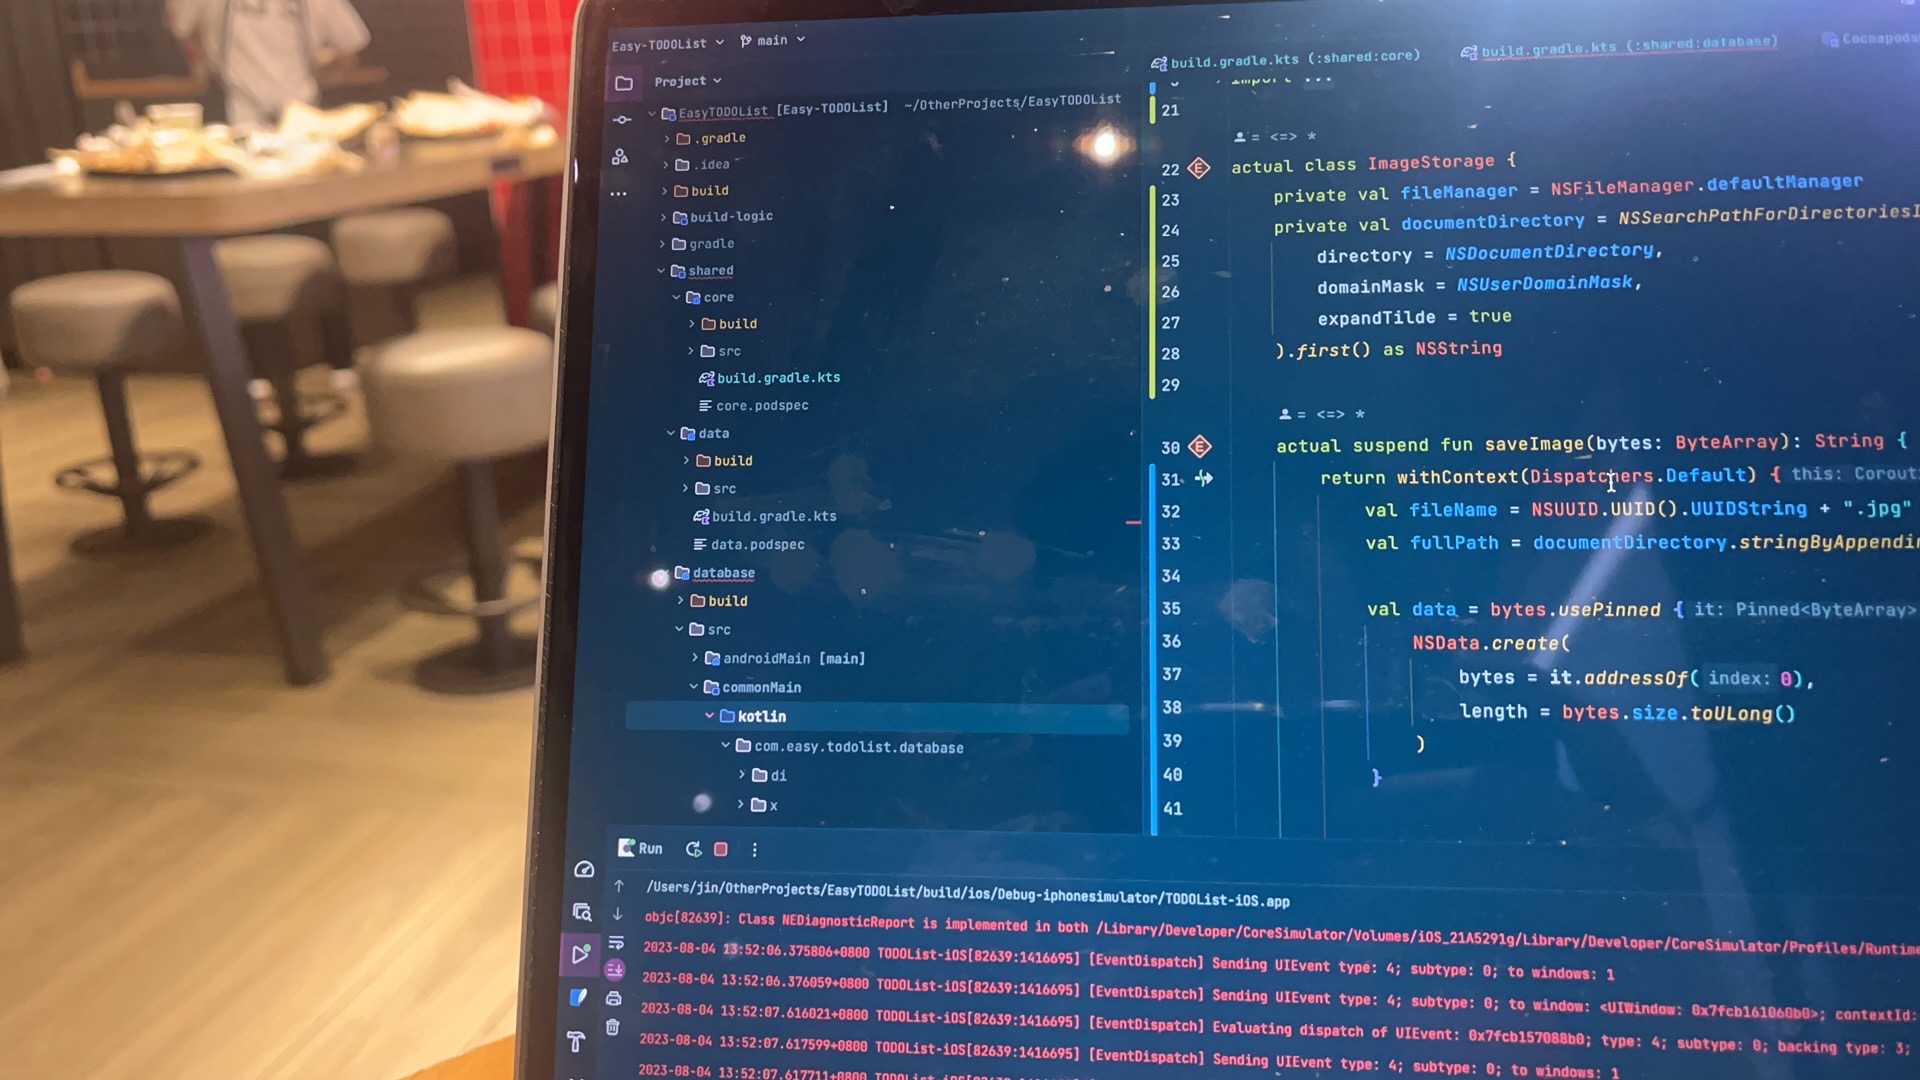 Easy-TODOList main
Project
EasyTODOList [Easy-TODOList] ~/OtherProjects/EasyTODOList
.gradle
.idea
build
build-logic
gradle
shared
core
build
src
build.gradle.kts
core.podspec
data
build
src
build.gradle.kts
data.podspec
database
build
src
androidMain [main]
commonMain
kotlin
com.easy.todolist.database
di
x
build.gradle.kts (:shared:core) build.gradle.kts (:shared:database) Cocoapods
import ...
21
= <=> *
22 actual class ImageStorage {
23 private val fileManager = NSFileManager.defaultManager
24 private val documentDirectory = NSSearchPathForDirectoriesI
25 directory = NSDocumentDirectory,
26 domainMask = NSUserDomainMask,
27 expandTilde = true
28 ).first() as NSString
29
= <=> *
30 actual suspend fun saveImage(bytes: ByteArray): String {
31 return withContext(Dispatchers.Default) { this: Corout
32 val fileName = NSUUID.UUID().UUIDString + ".jpg"
33 val fullPath = documentDirectory.stringByAppendin
34
35 val data = bytes.usePinned { it: Pinned<ByteArray>
36 NSData.create(
37 bytes = it.addressOf( index: 0),
38 length = bytes.size.toULong()
39 )
40 }
41
Run
/Users/jin/OtherProjects/EasyTODOList/build/ios/Debug-iphonesimulator/TODOList-iOS.app
objc[82639]: Class NEDiagnosticReport is implemented in both /Library/Developer/CoreSimulator/Volumes/iOS_21A5291g/Library/Developer/CoreSimulator/Profiles/Runtime
2023-08-04 13:52:06.375806+0800 TODOList-iOS[82639:1416695] [EventDispatch] Sending UIEvent type: 4; subtype: 0; to windows: 1
2023-08-04 13:52:06.376059+0800 TODOList-iOS[82639:1416695] [EventDispatch] Sending UIEvent type: 4; subtype: 0; to window: <UIWindow: 0x7fcb161060b0>; contextId:
2023-08-04 13:52:07.616021+0800 TODOList-iOS[82639:1416695] [EventDispatch] Evaluating dispatch of UIEvent: 0x7fcb157088b0; type: 4; subtype: 0; backing type: 3;
2023-08-04 13:52:07.617599+0800 TODOList-iOS[82639:1416695] [EventDispatch] Sending UIEvent type: 4; subtype: 0; to windows: 1
2023-08-04 13:52:07.617711+0800